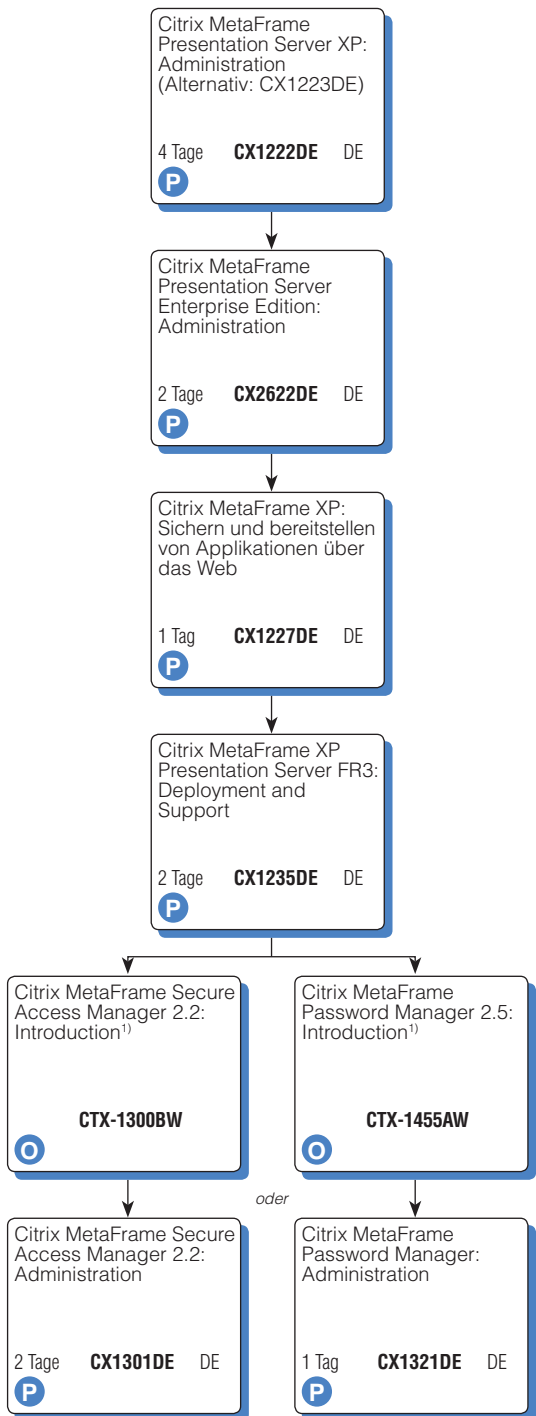 Citrix MetaFrame
Presentation Server XP:
Administration
(Alternativ: CX1223DE)
4 Tage CX1222DE DE
P
Citrix MetaFrame
Presentation Server
Enterprise Edition:
Administration
2 Tage CX2622DE DE
P
Citrix MetaFrame XP:
Sichern und bereitstellen
von Applikationen über
das Web
1 Tag CX1227DE DE
P
Citrix MetaFrame XP
Presentation Server FR3:
Deployment and
Support
2 Tage CX1235DE DE
P
Citrix MetaFrame Secure
Access Manager 2.2:
Introduction1)
CTX-1300BW
O
Citrix MetaFrame
Password Manager 2.5:
Introduction1)
CTX-1455AW
O
oder
Citrix MetaFrame Secure
Access Manager 2.2:
Administration
2 Tage CX1301DE DE
P
Citrix MetaFrame
Password Manager:
Administration
1 Tag CX1321DE DE
P